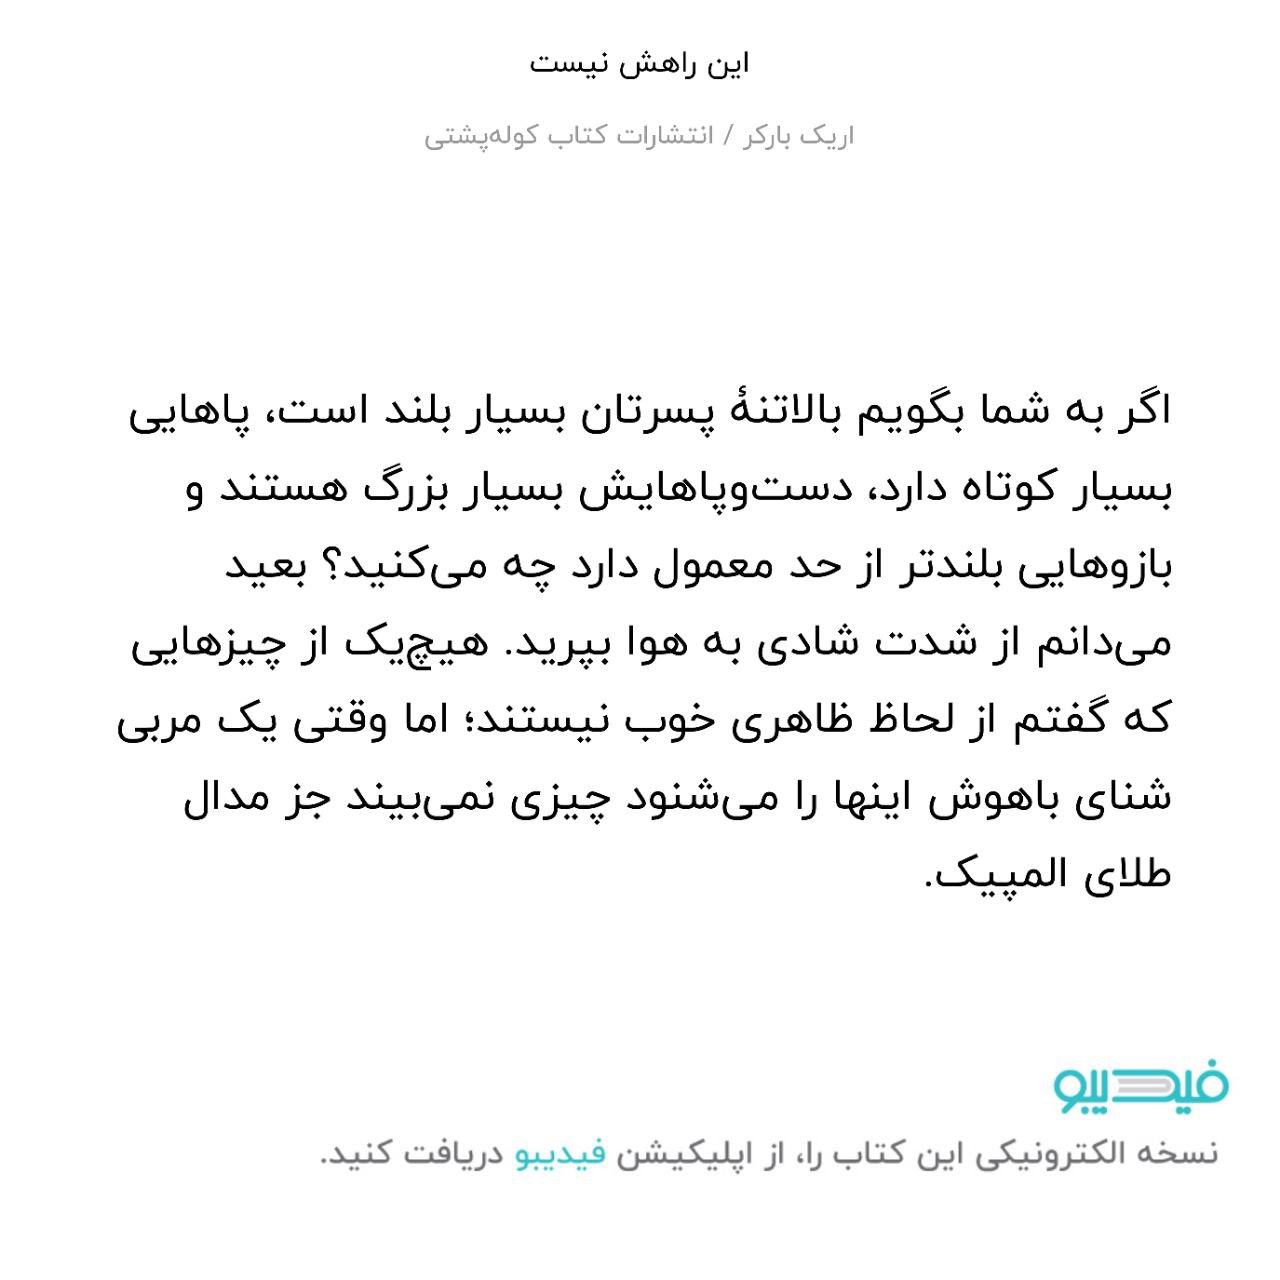 این راهش نیست
اریک بارکر / انتشارات کتاب کوله‌پشتی
اگر به شما بگویم بالاتنهٔ پسرتان بسیار بلند است، پاهایی
بسیار کوتاه دارد، دست‌وپاهایش بسیار بزرگ هستند و
بازوهایی بلندتر از حد معمول دارد چه می‌کنید؟ بعید
می‌دانم از شدت شادی به هوا بپرید. هیچ‌یک از چیزهایی
که گفتم از لحاظ ظاهری خوب نیستند؛ اما وقتی یک مربی
شنای باهوش اینها را می‌شنود چیزی نمی‌بیند جز مدال
طلای المپیک.
فیدیبو
نسخه الکترونیکی این کتاب را، از اپلیکیشن فیدیبو دریافت کنید.